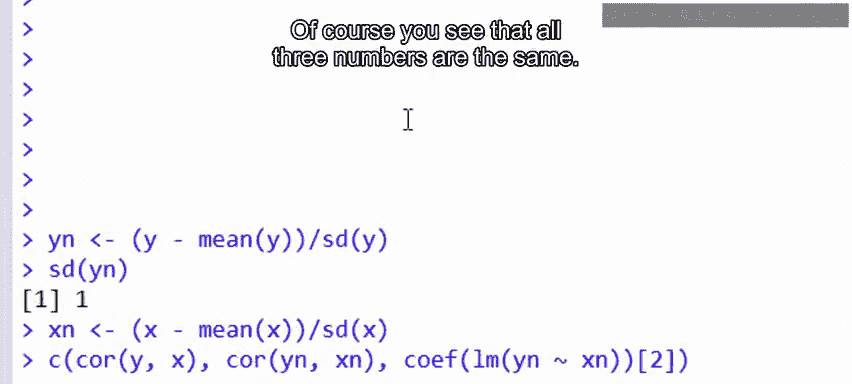 Of course you see that all
three numbers are the same.
>
>
>
>
>
>
>
> yn <- (y - mean(y))/sd(y)
> sd(yn)
[1] 1
> xn <- (x - mean(x))/sd(x)
> c(cor(y, x), cor(yn, xn), coef(lm(yn ~ xn))[2])